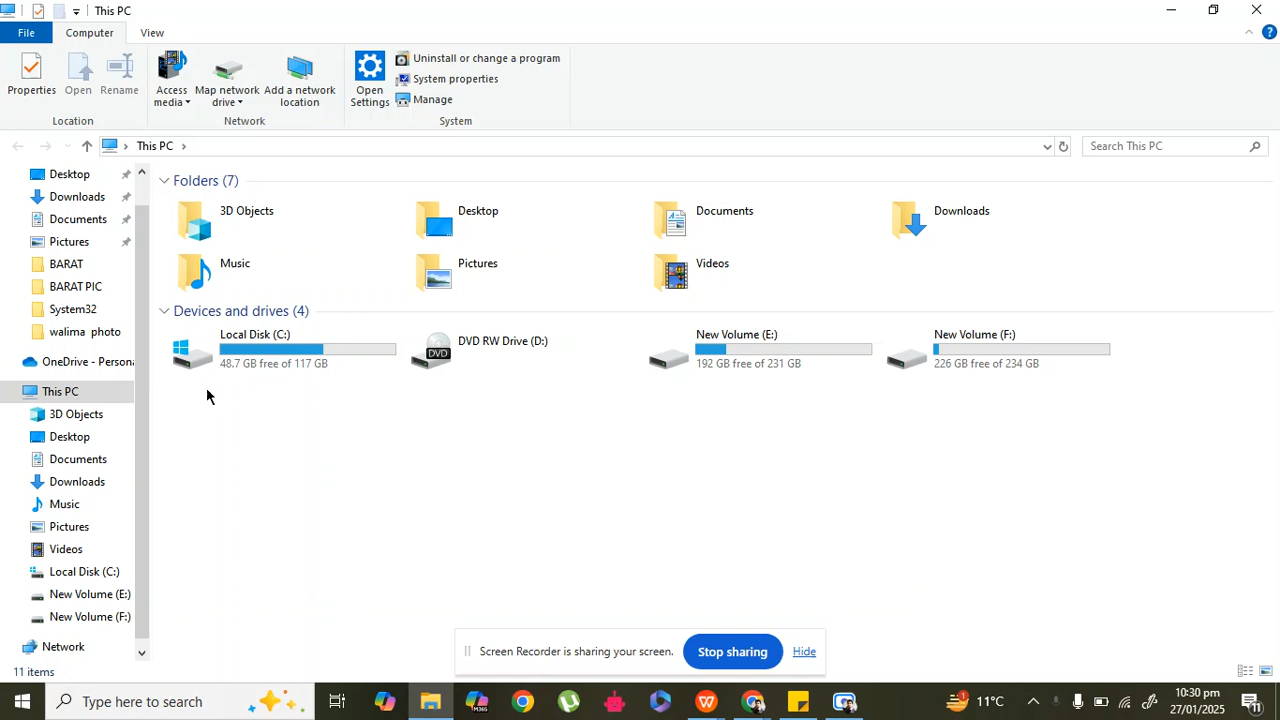 This PC
File
Computer
View
Properties
Open
Rename
Access media
Map network drive
Add a network location
Open Settings
Uninstall or change a program
System properties
Manage
Location
Network
System
This PC
Search This PC
Desktop
Downloads
Documents
Pictures
BARAT
BARAT PIC
System32
walima photo
OneDrive - Persona
This PC
3D Objects
Desktop
Documents
Downloads
Music
Pictures
Videos
Local Disk (C:)
New Volume (E:)
New Volume (F:)
Network
Folders (7)
3D Objects
Desktop
Documents
Downloads
Music
Pictures
Videos
Devices and drives (4)
Local Disk (C:)
48.7 GB free of 117 GB
DVD RW Drive (D:)
DVD
New Volume (E:)
192 GB free of 231 GB
New Volume (F:)
226 GB free of 234 GB
Screen Recorder is sharing your screen.
Stop sharing
Hide
11 items
Type here to search
M365
W
1
11°C
10:30 pm
27/01/2025
11